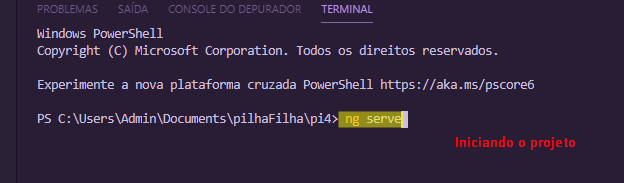 PROBLEMAS SAÍDA CONSOLE DO DEPURADOR TERMINAL
Windows PowerShell
Copyright (C) Microsoft Corporation. Todos os direitos reservados.
Experimente a nova plataforma cruzada PowerShell https://aka.ms/pscore6
PS C:\Users\Admin\Documents\pilhaFilha\pi4> ng serve
Iniciando o projeto